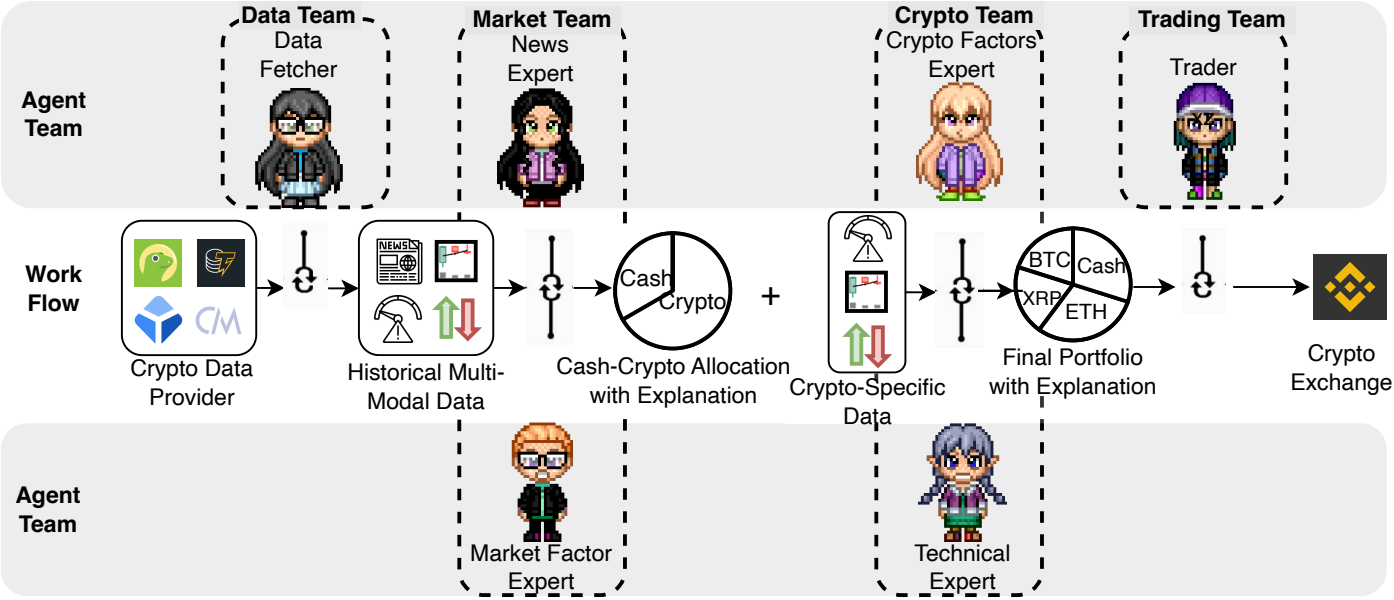 Data Team
Market Team
Crypto Team
Trading Team
Data
Fetcher
News
Expert
Crypto Factors
Expert
Trader
Agent
Team
Work
Flow
NEWS
CM
Cash
Crypto
+
BTC
Cash
XRP
ETH
Crypto Data
Provider
Historical Multi-
Modal Data
Cash-Crypto Allocation
with Explanation
Crypto-Specific
Data
Final Portfolio
with Explanation
Crypto
Exchange
Agent
Team
Market Factor
Expert
Technical
Expert